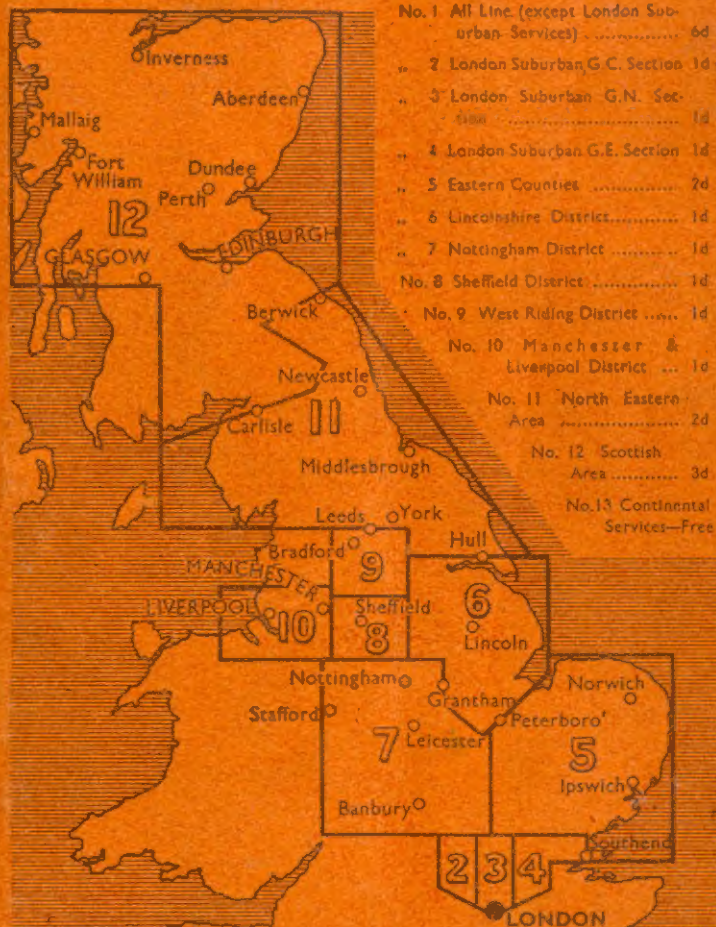 No. 1 All Line (except London Sub-
urban Services) .............. 6d
„ 2 London Suburban G.C. Section 1d
„ 3 London Suburban G.N. Sec-
.................... 1d
„ 4 London Suburban G.E. Section 1d
„ 5 Eastern Counties .............. 2d
„ 6 Lincolnshire District ............ 1d
„ 7 Nottingham District ............ 1d
No. 8 Sheffield District .............. 1d
No. 9 West Riding District ...... 1d
No. 10 Manchester &
Liverpool District ... 1d
No. 11 North Eastern
Area .................. 2d
No. 12 Scottish
Area ............ 3d
No. 13 Continental
Services—Free
Inverness
Aberdeen
Mallaig
Fort
William
Dundee
Perth
12
GLASGOW
EDINBURGH
Berwick
Newcastle
11
Carlisle
Middlesbrough
Leeds
York
Bradford
Hull
9
MANCHESTER
LIVERPOOL
10
Sheffield
8
6
Lincoln
Nottingham
Grantham
Norwich
Stafford
Peterboro'
7
Leicester
5
Ipswich
Banbury
Southend
2
3
4
LONDON